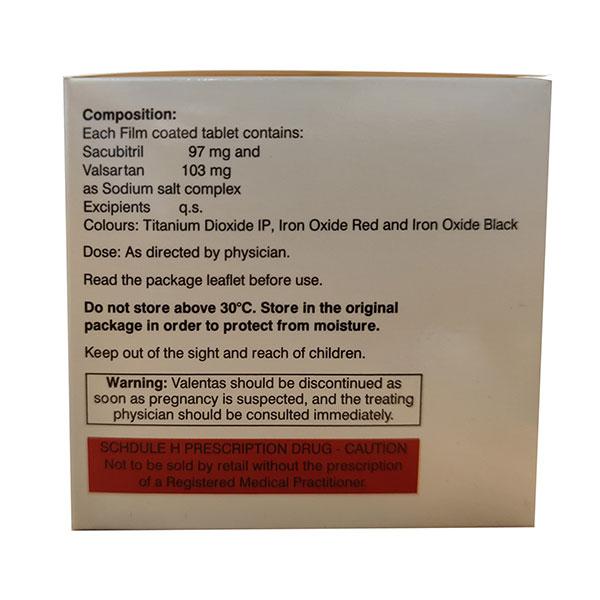 Composition:
Each Film coated tablet contains:
Sacubitril 97 mg and
Valsartan 103 mg
as Sodium salt complex
Excipients q.s.
Colours: Titanium Dioxide IP, Iron Oxide Red and Iron Oxide Black
Dose: As directed by physician.
Read the package leaflet before use.
Do not store above 30°C. Store in the original
package in order to protect from moisture.
Keep out of the sight and reach of children.
Warning: Valentas should be discontinued as
soon as pregnancy is suspected, and the treating
physician should be consulted immediately.
SCHDULE H PRESCRIPTION DRUG - CAUTION
Not to be sold by retail without the prescription
of a Registered Medical Practitioner.